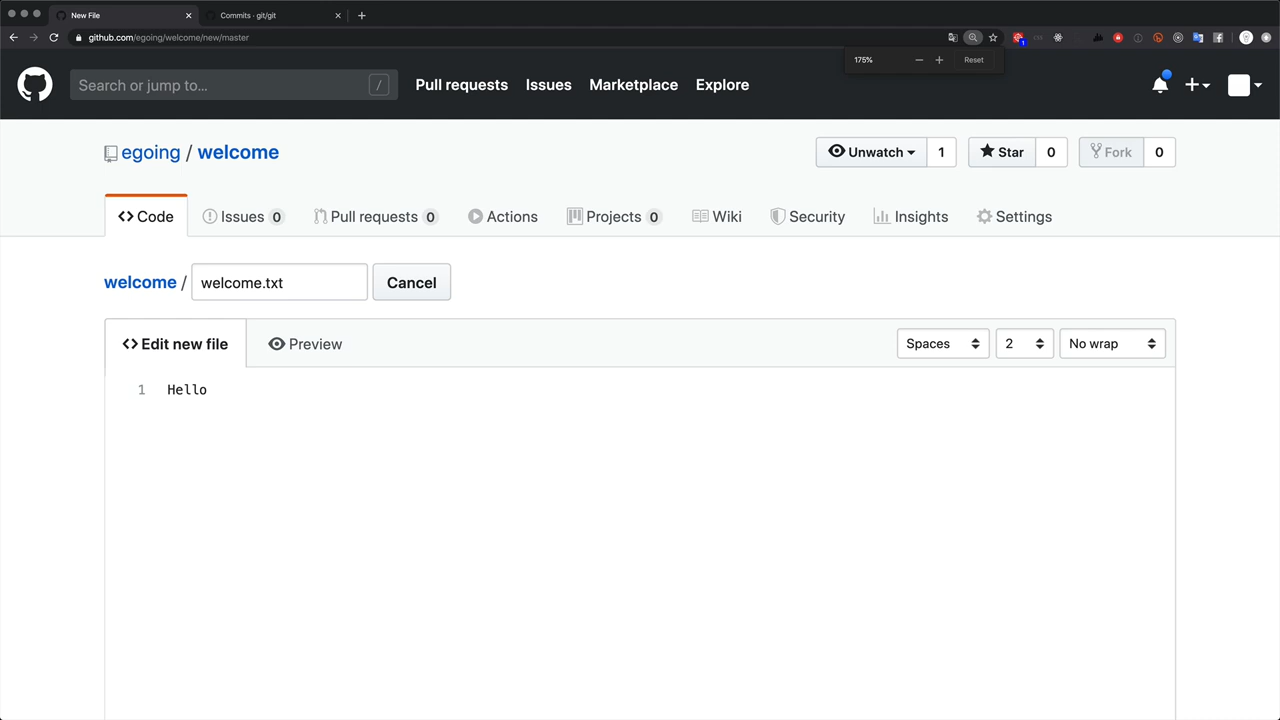 New File
Commits · git/git
github.com/egoing/welcome/new/master
1
175%
Reset
Search or jump to…
/
Pull requests
Issues
Marketplace
Explore
egoing / welcome
Unwatch 1
Star 0
Fork 0
Code
Issues 0
Pull requests 0
Actions
Projects 0
Wiki
Security
Insights
Settings
welcome / welcome.txt Cancel
Edit new file
Preview
Spaces
2
No wrap
1 Hello